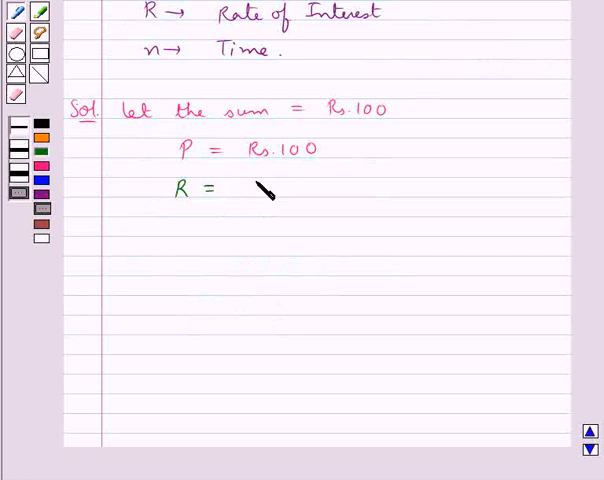 R → Rate of Interest
n → Time.
Sol. let the sum = Rs.100
P = Rs.100
R =